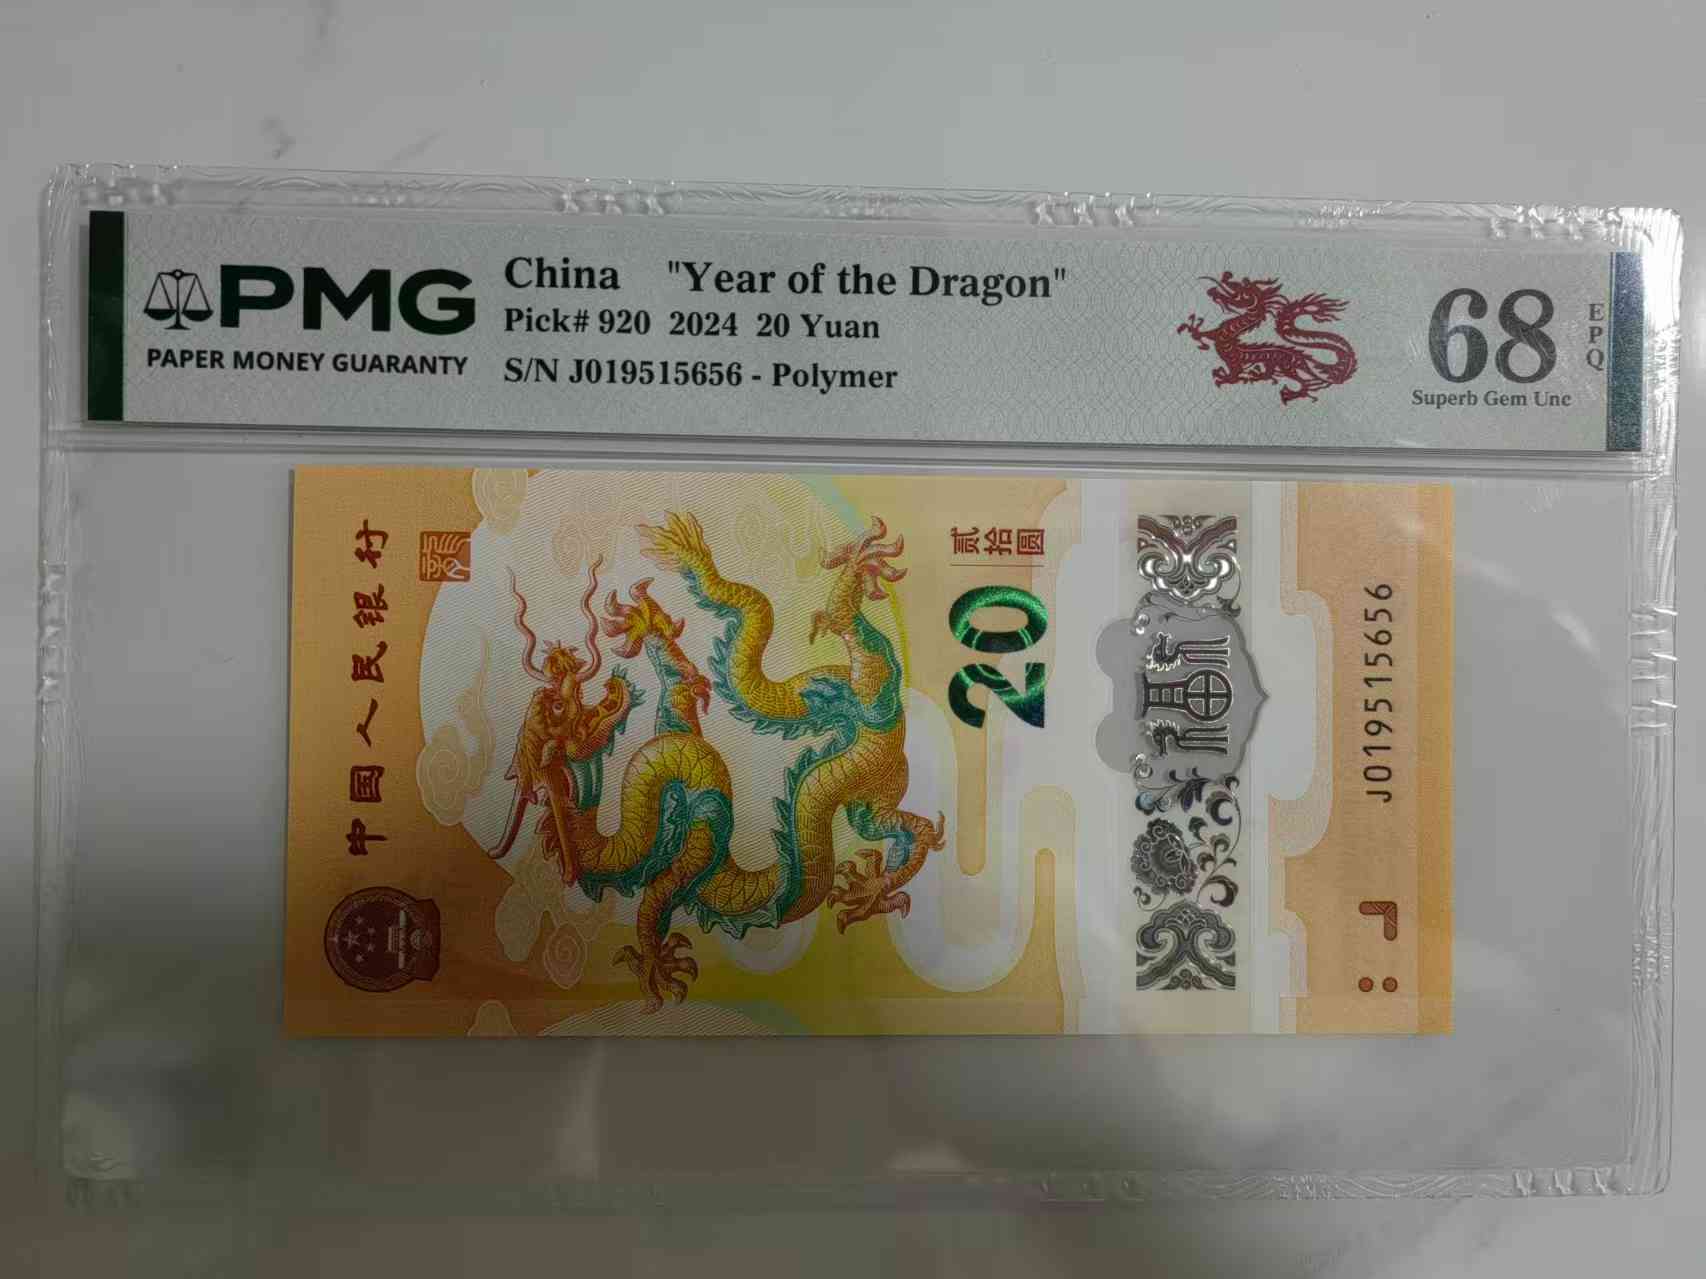 PMG
PAPER MONEY GUARANTY
China "Year of the Dragon"
Pick# 920 2024 20 Yuan
S/N J019515656 - Polymer
68
EPQ
Superb Gem Unc
中国人民银行
贰拾圆
20
J019515656